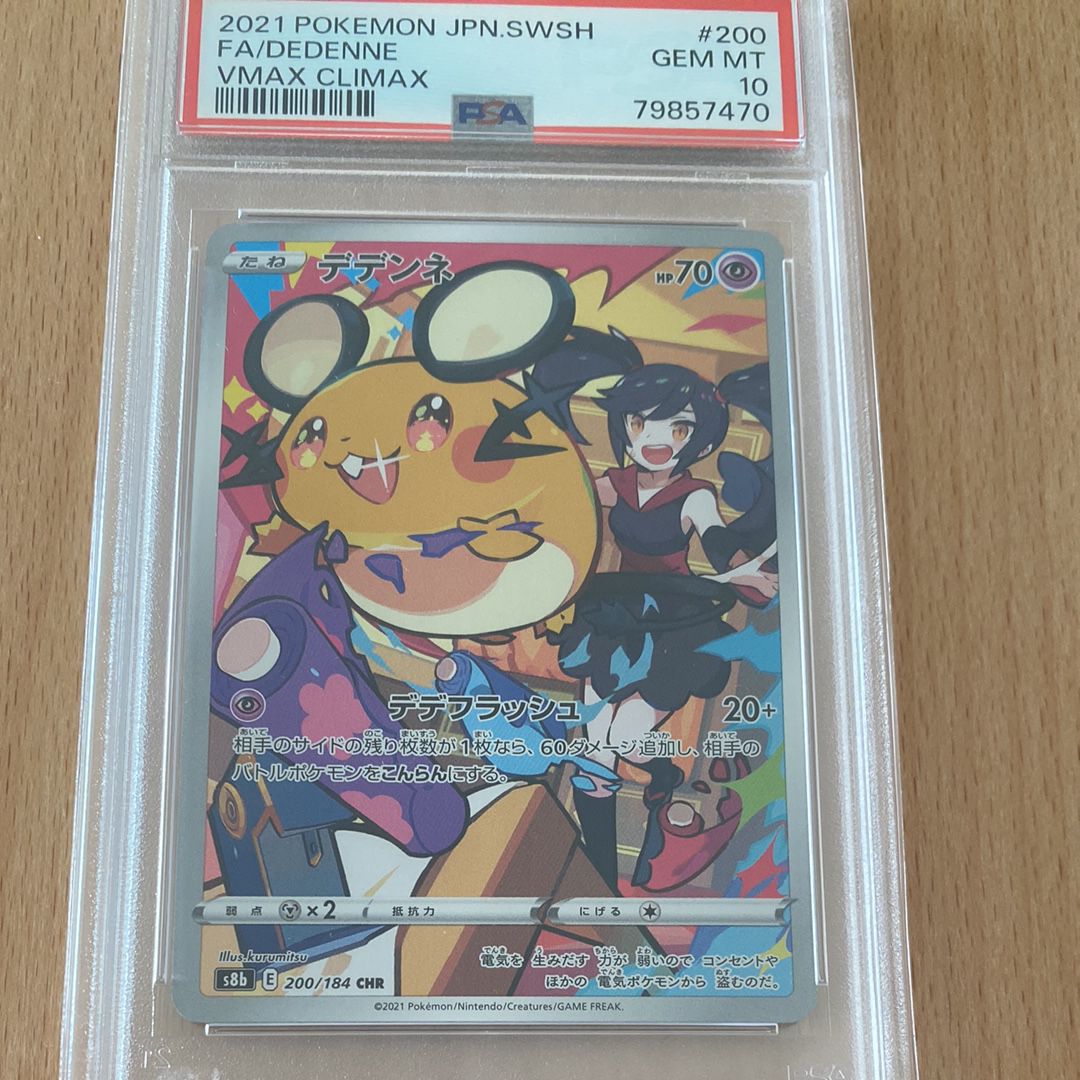 2021 POKEMON JPN.SWSH #200
FA/DEDENNE GEM MT
VMAX CLIMAX 10
PSA 79857470
たね デデンネ HP70
デデフラッシュ 20+
相手のサイドの残り枚数が1枚なら、60ダメージ追加し、相手の
バトルポケモンをこんらんにする。
弱点 ×2 抵抗力 にげる
Illus.kurumitsu
電気を 生みだす 力が 弱いので コンセントや
s8b E 200/184 CHR
ほかの 電気ポケモンから 盗むのだ。
©2021 Pokémon/Nintendo/Creatures/GAME FREAK.